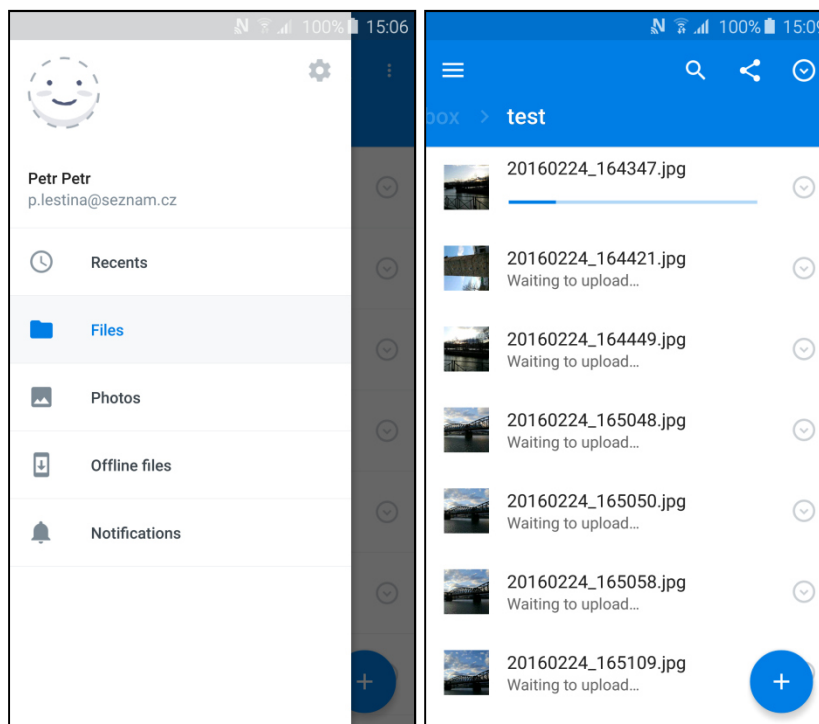 100% 15:06
Petr Petr
p.lestina@seznam.cz
Recents
Files
Photos
Offline files
Notifications
100% 15:09
box > test
20160224_164347.jpg
20160224_164421.jpg
Waiting to upload...
20160224_164449.jpg
Waiting to upload...
20160224_165048.jpg
Waiting to upload...
20160224_165050.jpg
Waiting to upload...
20160224_165058.jpg
Waiting to upload...
20160224_165109.jpg
Waiting to upload...